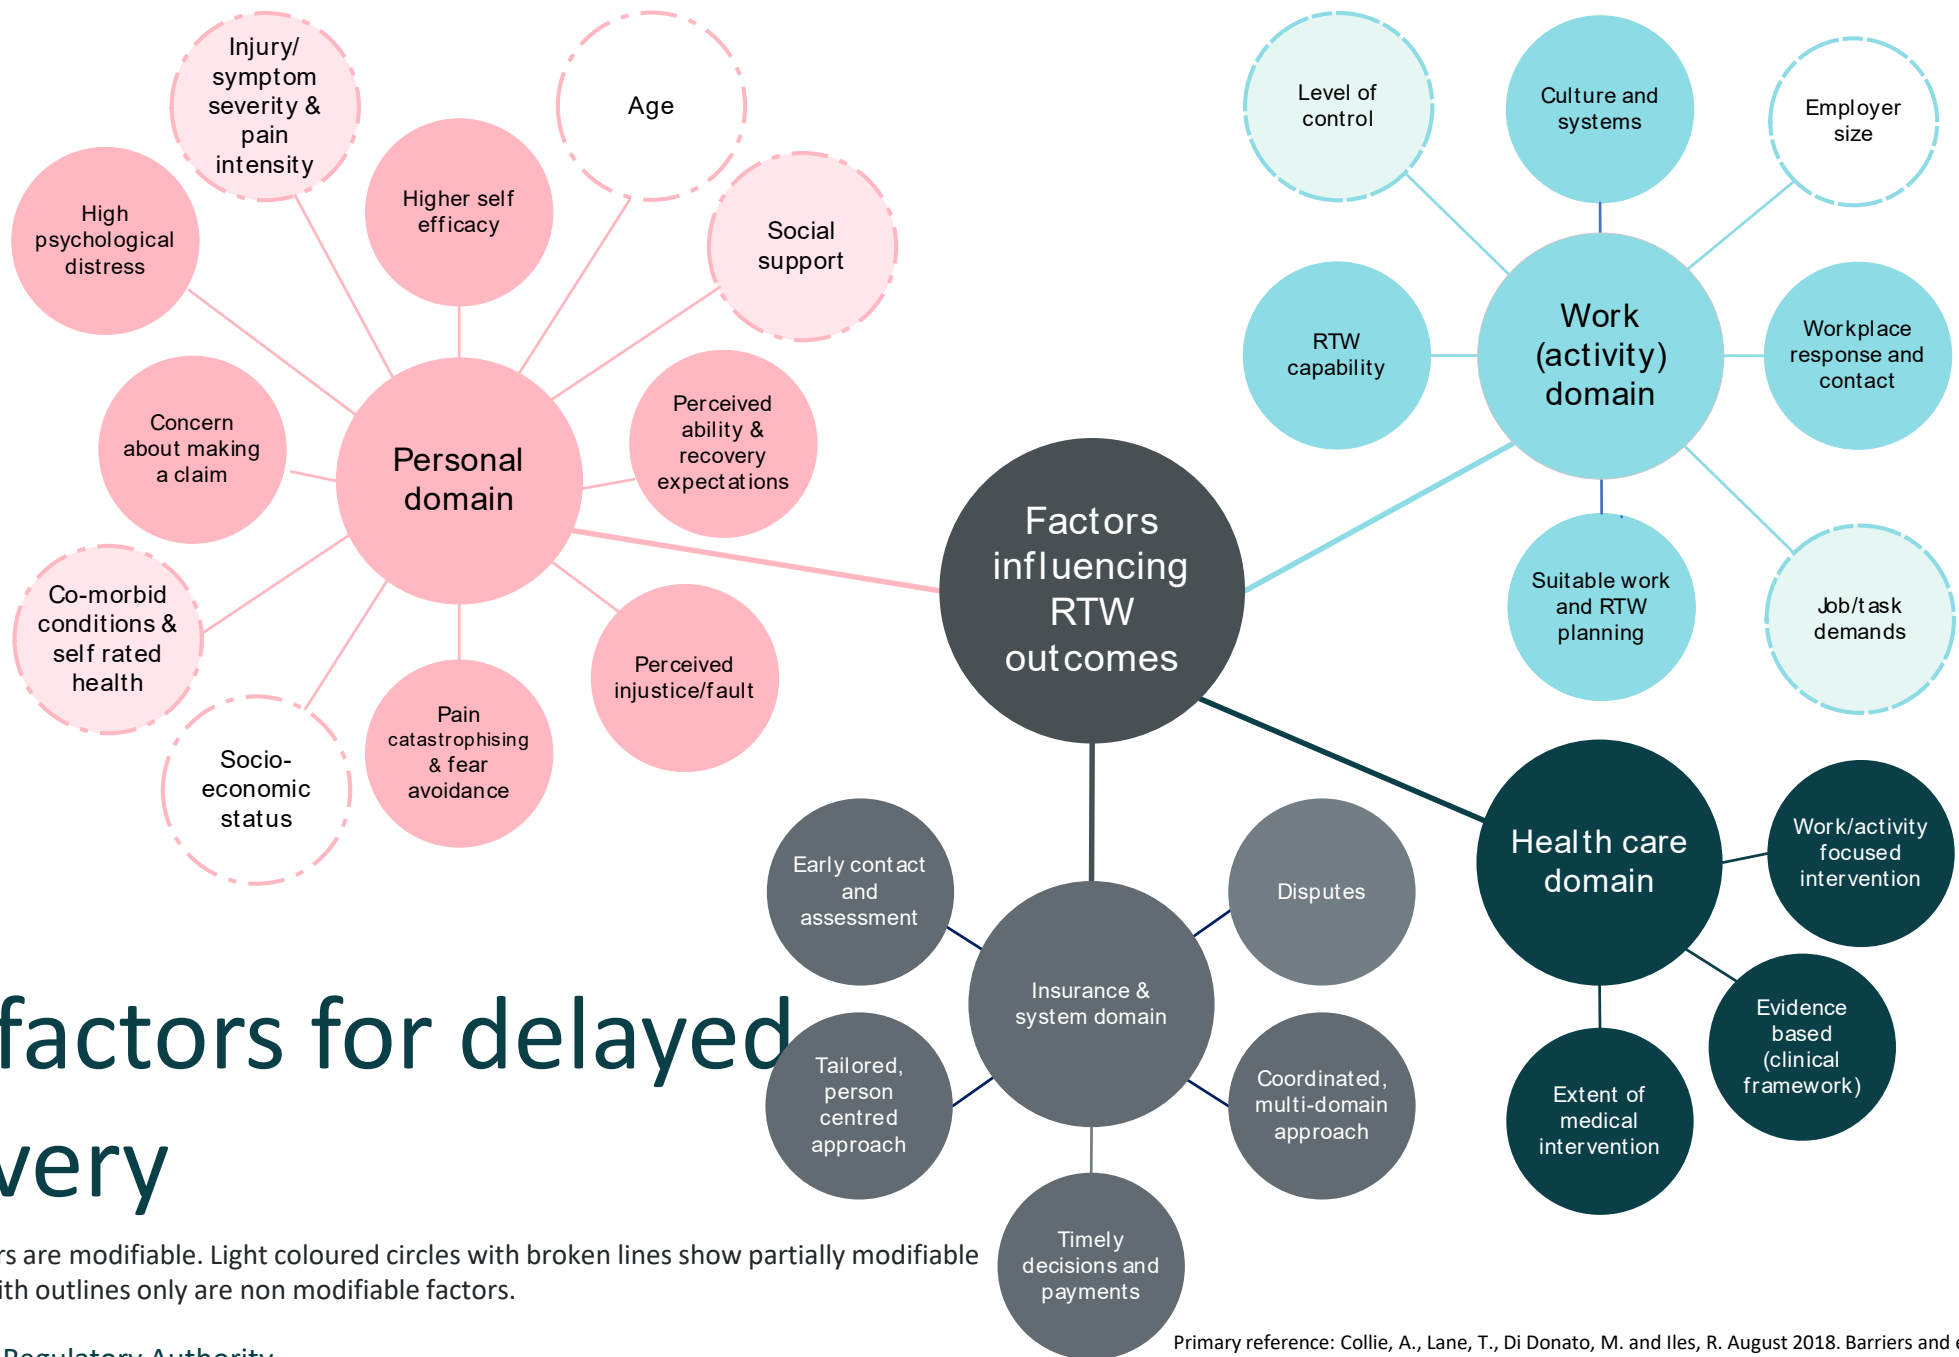 Injury/
symptom
severity &
pain
intensity
Age
Higher self
efficacy
Social
support
High
psychological
distress
Concern
about making
a claim
Personal
domain
Perceived
ability &
recovery
expectations
Co-morbid
conditions &
self rated
health
Socio-
economic
status
Pain
catastrophising
& fear
avoidance
Perceived
injustice/fault
Factors
influencing
RTW
outcomes
Level of
control
Culture and
systems
Employer
size
RTW
capability
Work
(activity)
domain
Workplace
response and
contact
Suitable work
and RTW
planning
Job/task
demands
Health care
domain
Work/activity
focused
intervention
Evidence
based
(clinical
framework)
Extent of
medical
intervention
Early contact
and
assessment
Disputes
Insurance &
system domain
Tailored,
person
centred
approach
Coordinated,
multi-domain
approach
Timely
decisions and
payments
factors for delayed
very
rs are modifiable. Light coloured circles with broken lines show partially modifiable
ith outlines only are non modifiable factors.
Regulatory Authority
Primary reference: Collie, A., Lane, T., Di Donato, M. and Iles, R. August 2018. Barriers and e